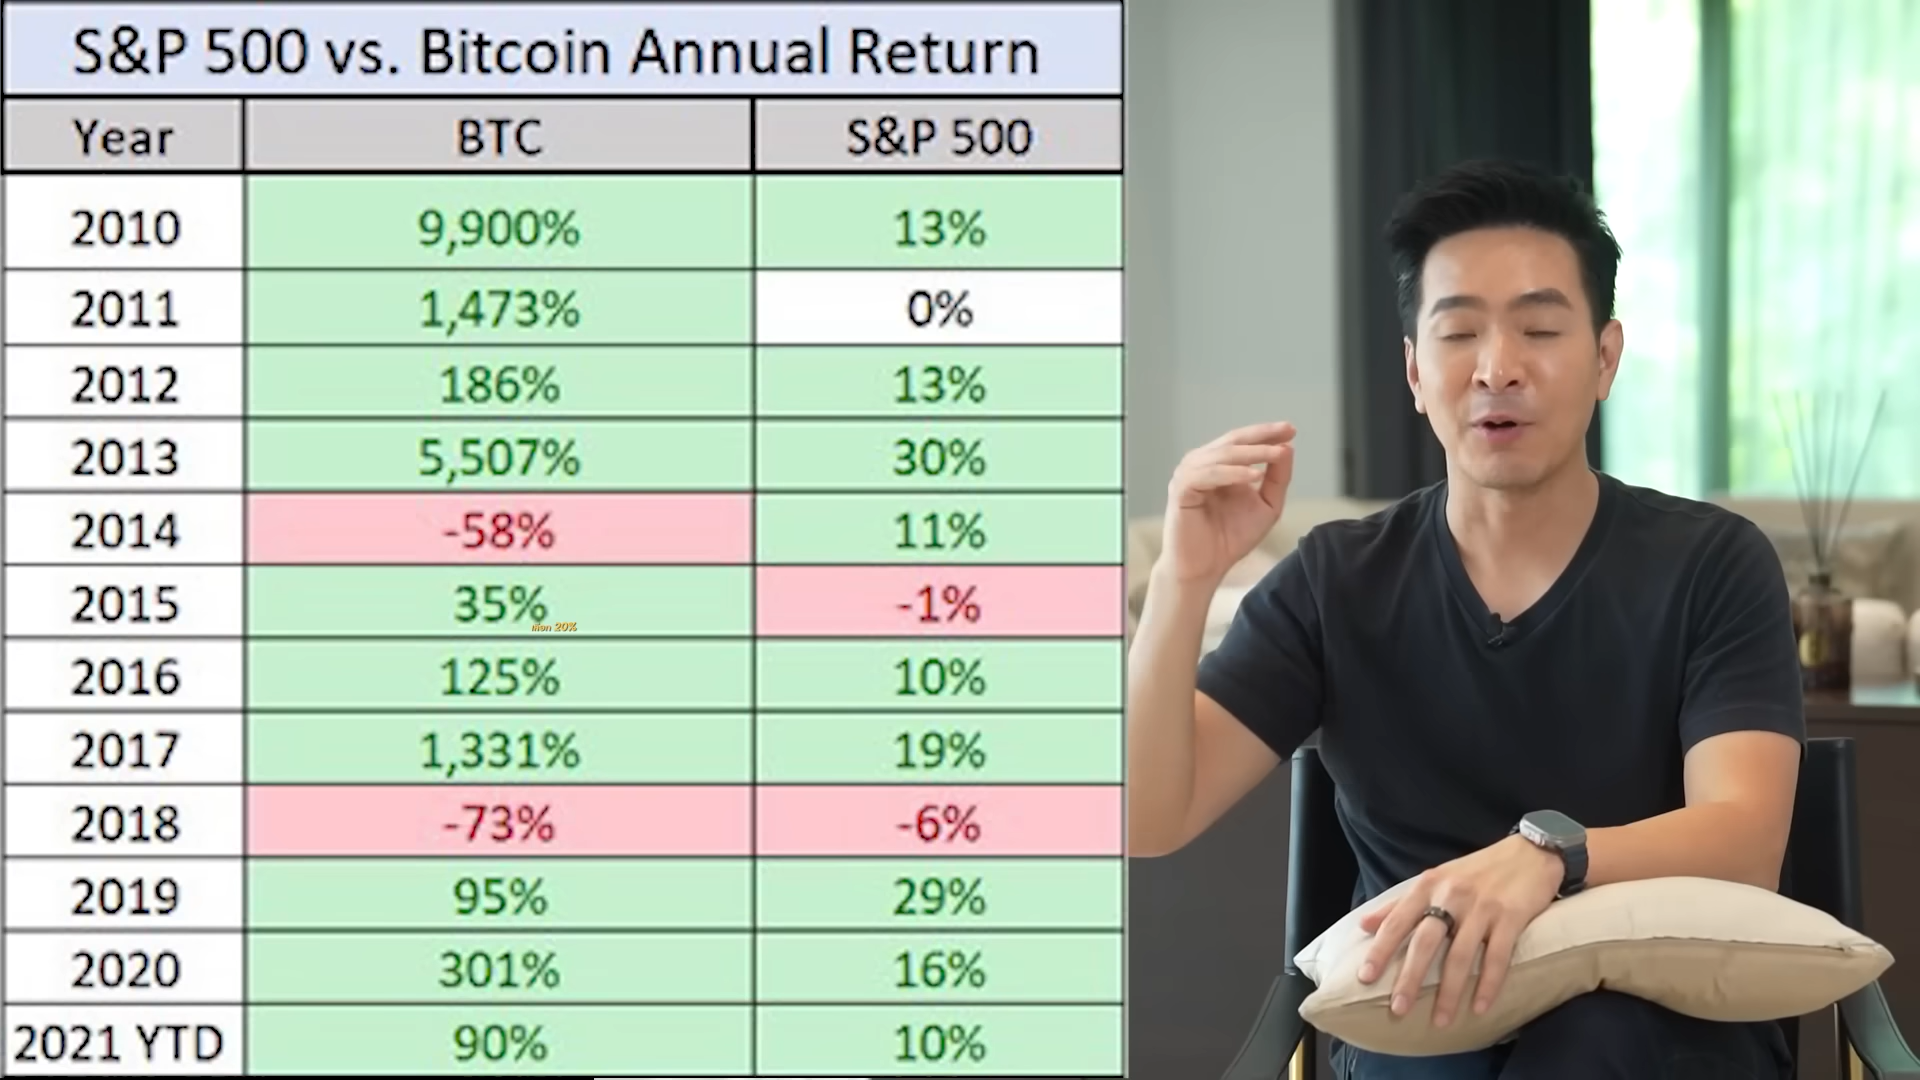 S&P 500 vs. Bitcoin Annual Return
Year BTC S&P 500
2010 9,900% 13%
2011 1,473% 0%
2012 186% 13%
2013 5,507% 30%
2014 -58% 11%
2015 35% -1%
20%
2016 125% 10%
2017 1,331% 19%
2018 -73% -6%
2019 95% 29%
2020 301% 16%
2021 YTD 90% 10%